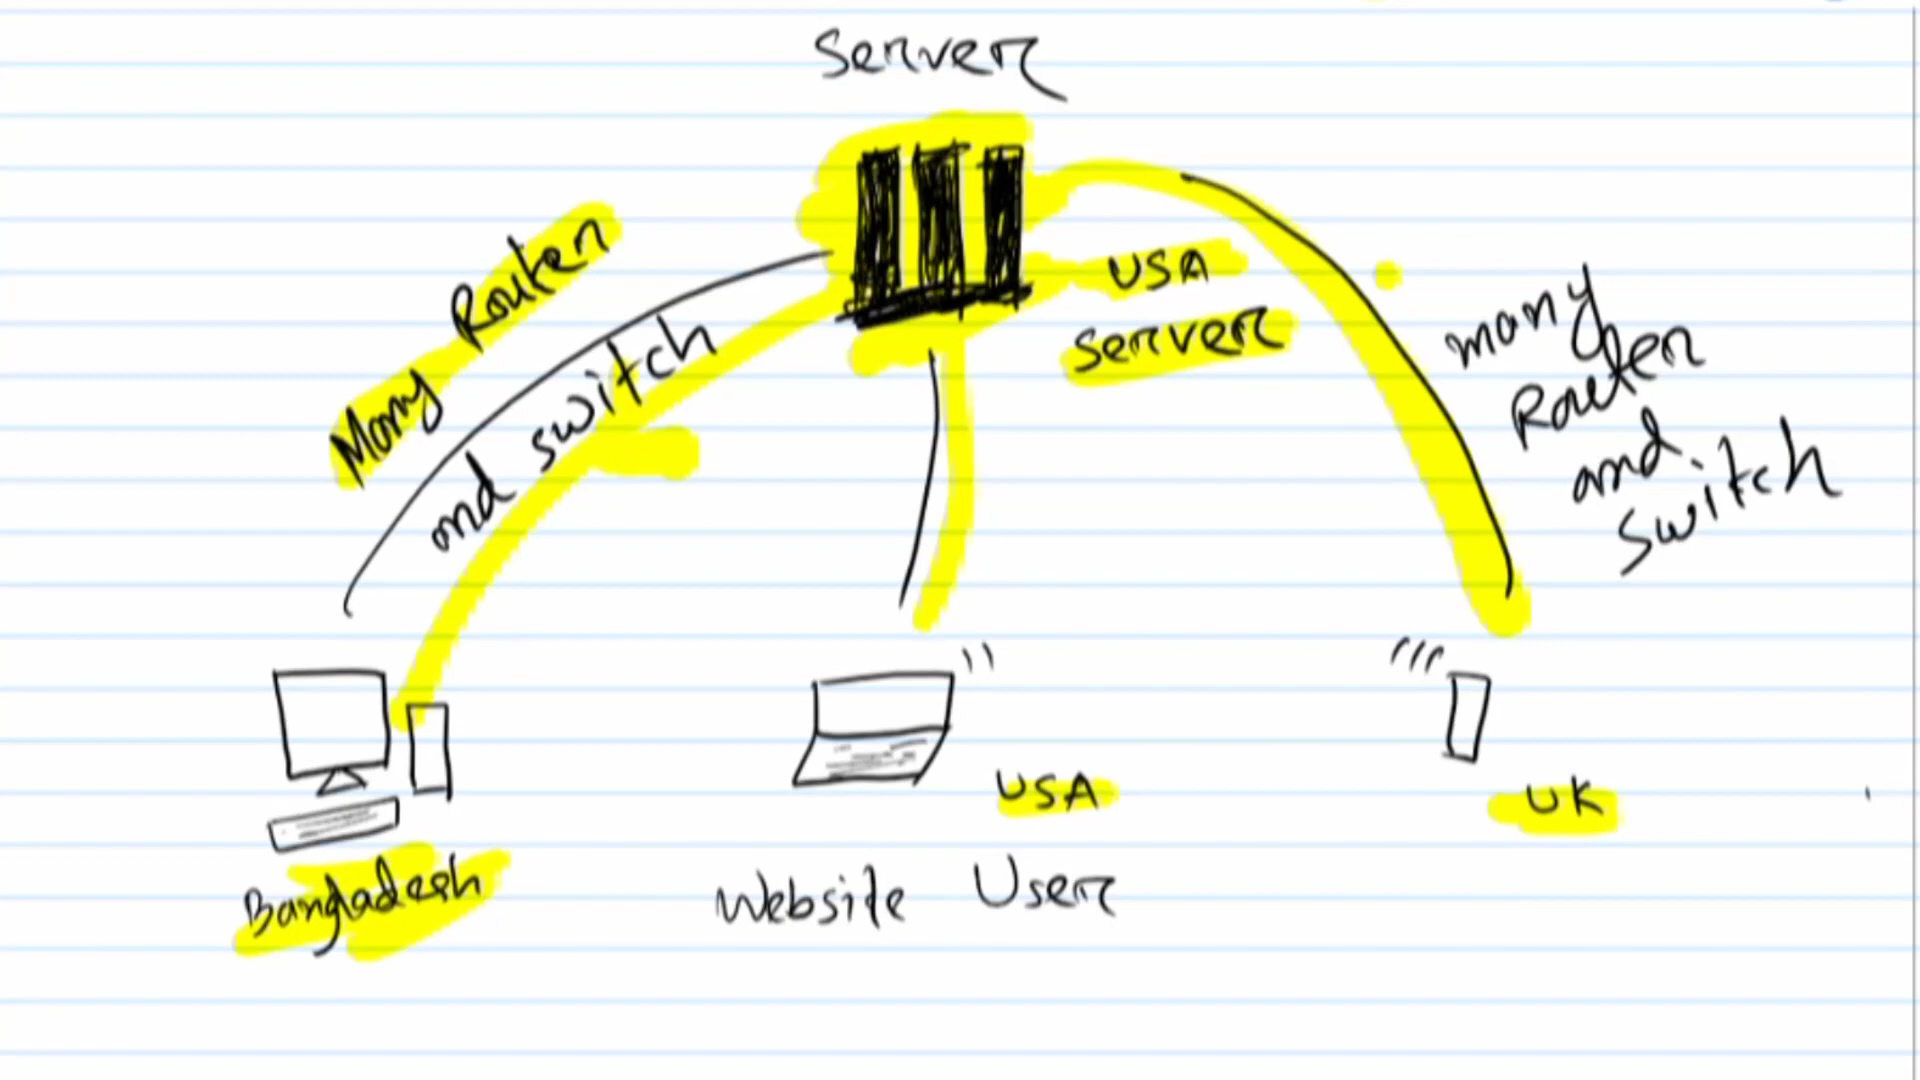 Server
Many Router
and switch
USA
Server
many
Router
and
switch
USA
UK
Bangladesh
Website User